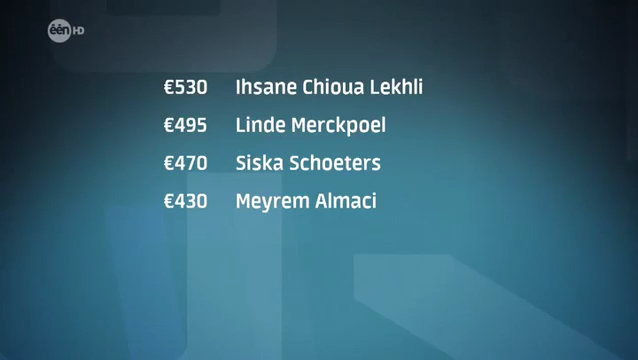 één HD
€530 Ihsane Chioua Lekhli
€495 Linde Merckpoel
€470 Siska Schoeters
€430 Meyrem Almaci